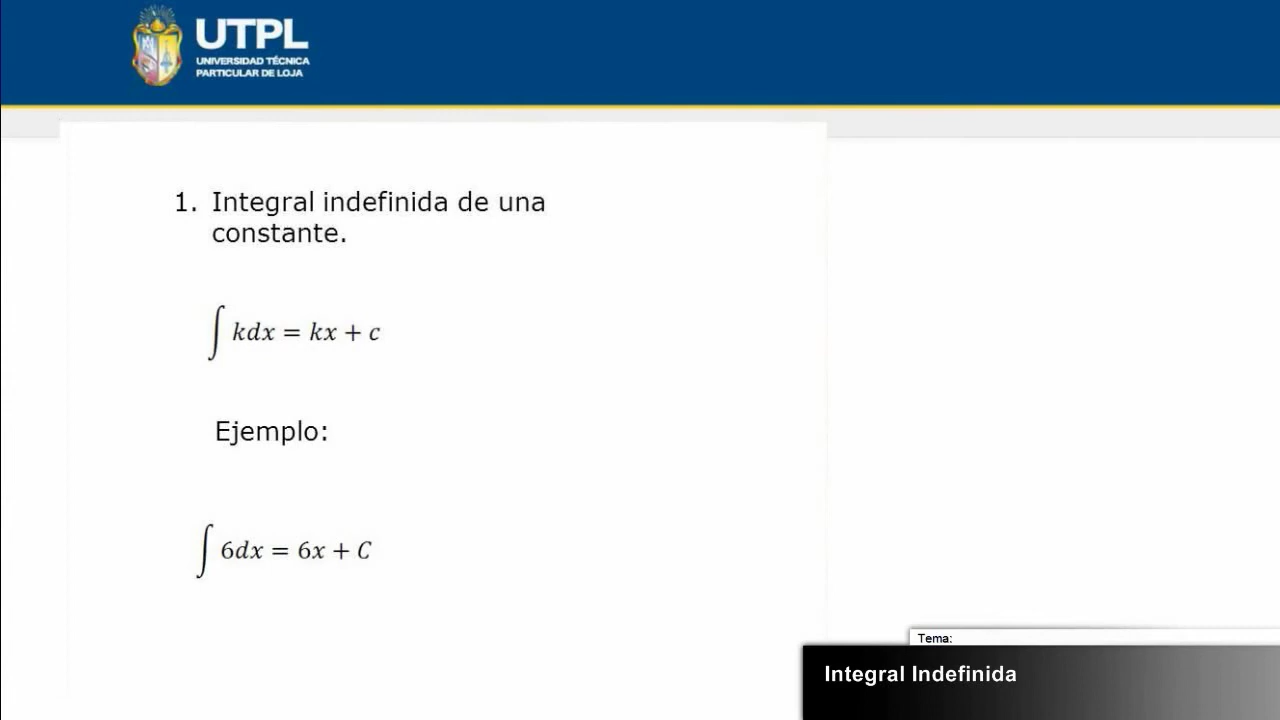 UTPL
UNIVERSIDAD TÉCNICA
PARTICULAR DE LOJA
1. Integral indefinida de una
constante.
∫ kdx = kx + c
Ejemplo:
∫ 6dx = 6x + C
Tema:
Integral Indefinida